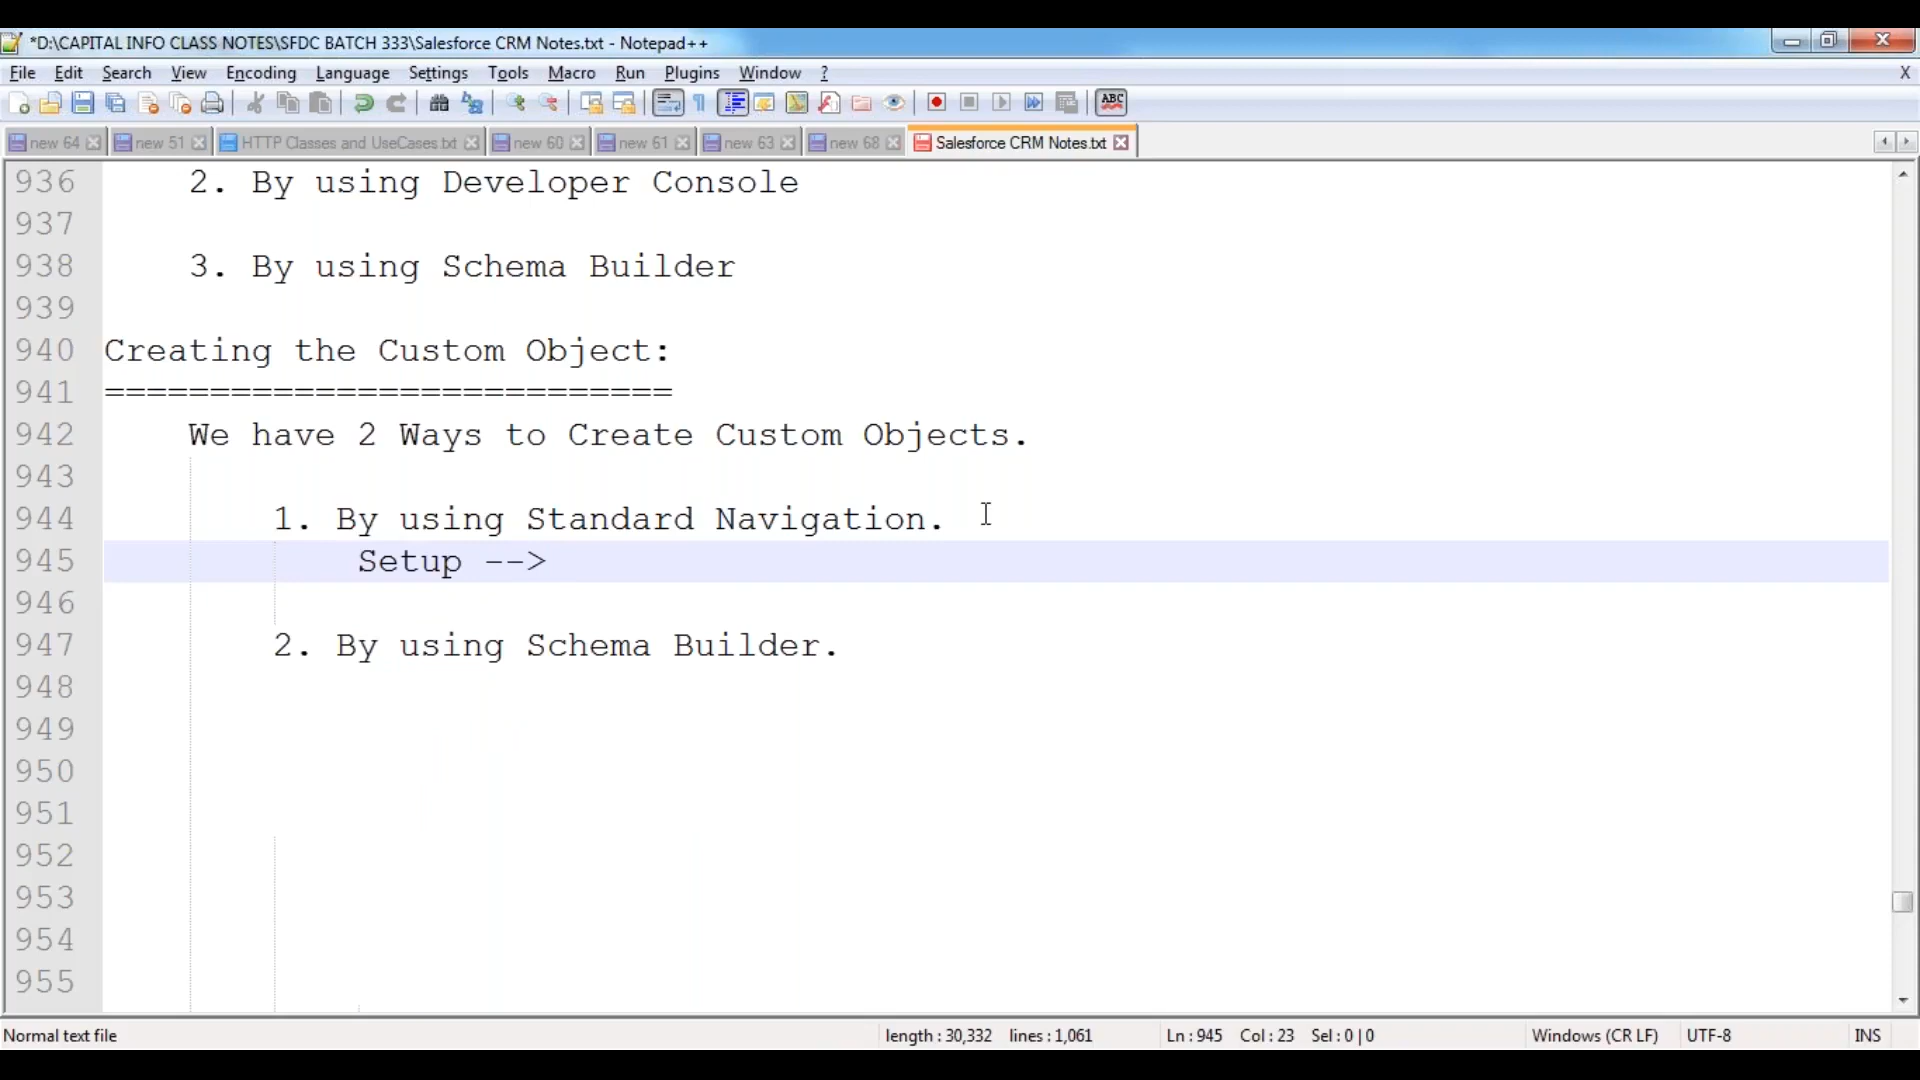 *D:\CAPITAL INFO CLASS NOTES\SFDC BATCH 333\Salesforce CRM Notes.txt - Notepad++
File Edit Search View Encoding Language Settings Tools Macro Run Plugins Window ? X
new 64 new 51 HTTP Classes and UseCases.txt new 60 new 61 new 63 new 68 Salesforce CRM Notes.txt
936 2. By using Developer Console
937
938 3. By using Schema Builder
939
940 Creating the Custom Object:
941 ===========================
942 We have 2 Ways to Create Custom Objects.
943
944 1. By using Standard Navigation.
945 Setup -->
946
947 2. By using Schema Builder.
948
949
950
951
952
953
954
955
Normal text file length : 30,332 lines : 1,061 Ln : 945 Col : 23 Sel : 0 | 0 Windows (CR LF) UTF-8 INS